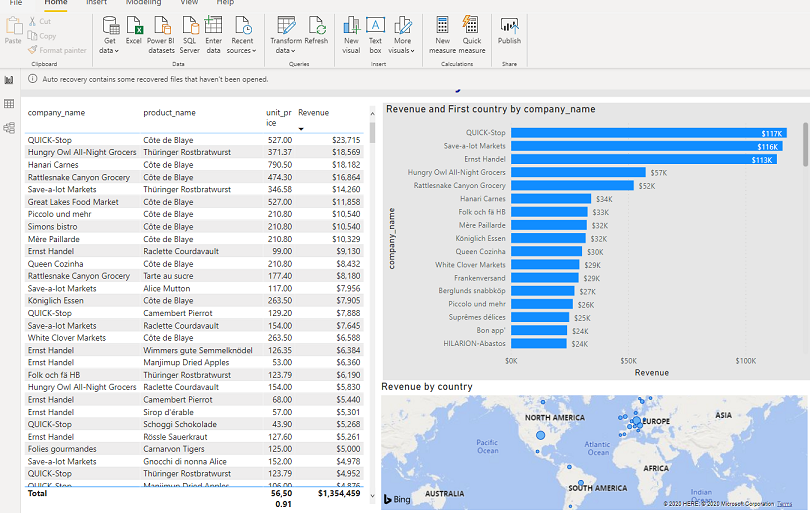 File Home Insert Modeling View Help
Paste
Cut
Copy
Format painter
Clipboard
Get data
Excel
Power BI datasets
SQL Server
Enter data
Recent sources
Data
Transform data
Refresh
Queries
New visual
Text box
More visuals
Insert
New measure
Quick measure
Calculations
Publish
Share
Auto recovery contains some recovered files that haven't been opened.
company_name product_name unit_pr Revenue
ice
QUICK-Stop Côte de Blaye 527.00 $23,715
Hungry Owl All-Night Grocers Thüringer Rostbratwurst 371.37 $18,569
Hanari Carnes Côte de Blaye 790.50 $18,182
Rattlesnake Canyon Grocery Côte de Blaye 474.30 $16,864
Save-a-lot Markets Thüringer Rostbratwurst 346.58 $14,260
Great Lakes Food Market Côte de Blaye 527.00 $11,858
Piccolo und mehr Côte de Blaye 210.80 $10,540
Simons bistro Côte de Blaye 210.80 $10,540
Mère Paillarde Côte de Blaye 210.80 $10,329
Ernst Handel Raclette Courdavault 99.00 $9,130
Queen Cozinha Côte de Blaye 210.80 $8,432
Rattlesnake Canyon Grocery Tarte au sucre 177.40 $8,180
Save-a-lot Markets Alice Mutton 117.00 $7,956
Königlich Essen Côte de Blaye 263.50 $7,905
QUICK-Stop Camembert Pierrot 129.20 $7,888
Save-a-lot Markets Raclette Courdavault 154.00 $7,645
White Clover Markets Côte de Blaye 263.50 $6,588
Ernst Handel Wimmers gute Semmelknödel 126.35 $6,384
Ernst Handel Manjimup Dried Apples 53.00 $6,360
Folk och fä HB Thüringer Rostbratwurst 123.79 $6,190
Hungry Owl All-Night Grocers Raclette Courdavault 154.00 $5,830
Ernst Handel Camembert Pierrot 68.00 $5,440
Ernst Handel Sirop d'érable 57.00 $5,301
QUICK-Stop Schoggi Schokolade 43.90 $5,268
Ernst Handel Rössle Sauerkraut 127.60 $5,261
Folies gourmandes Carnarvon Tigers 125.00 $5,000
Save-a-lot Markets Gnocchi di nonna Alice 152.00 $4,978
QUICK-Stop Thüringer Rostbratwurst 123.79 $4,952
QUICK-Stop Manjimup Dried Apples 106.00 $4,876
Total 56,50 $1,354,459
0.91
Revenue and First country by company_name
company_name
QUICK-Stop $117K
Save-a-lot Markets $116K
Ernst Handel $113K
Hungry Owl All-Night Grocers $57K
Rattlesnake Canyon Grocery $52K
Hanari Carnes $34K
Folk och fä HB $33K
Mère Paillarde $32K
Königlich Essen $32K
Queen Cozinha $30K
White Clover Markets $29K
Frankenversand $29K
Berglunds snabbköp $27K
Piccolo und mehr $26K
Suprêmes délices $25K
Bon app' $24K
HILARION-Abastos $24K
$0K $50K $100K
Revenue
Revenue by country
NORTH AMERICA
EUROPE
ASIA
Pacific
Ocean
Atlantic
Ocean
AFRICA
SOUTH AMERICA
AUSTRALIA
Indian
Bing
© 2020 HERE, © 2020 Microsoft Corporation Terms